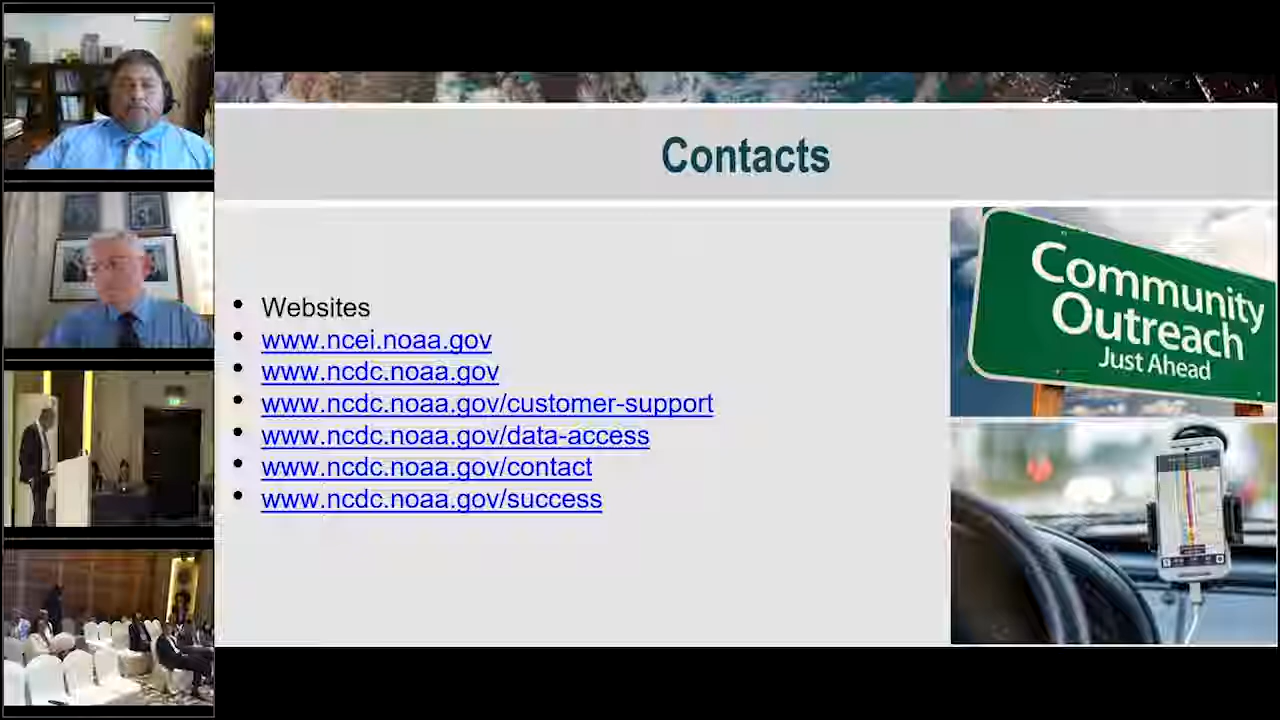 Contacts
Websites
www.ncei.noaa.gov
www.ncdc.noaa.gov
www.ncdc.noaa.gov/customer-support
www.ncdc.noaa.gov/data-access
www.ncdc.noaa.gov/contact
www.ncdc.noaa.gov/success
Community
Outreach
Just Ahead